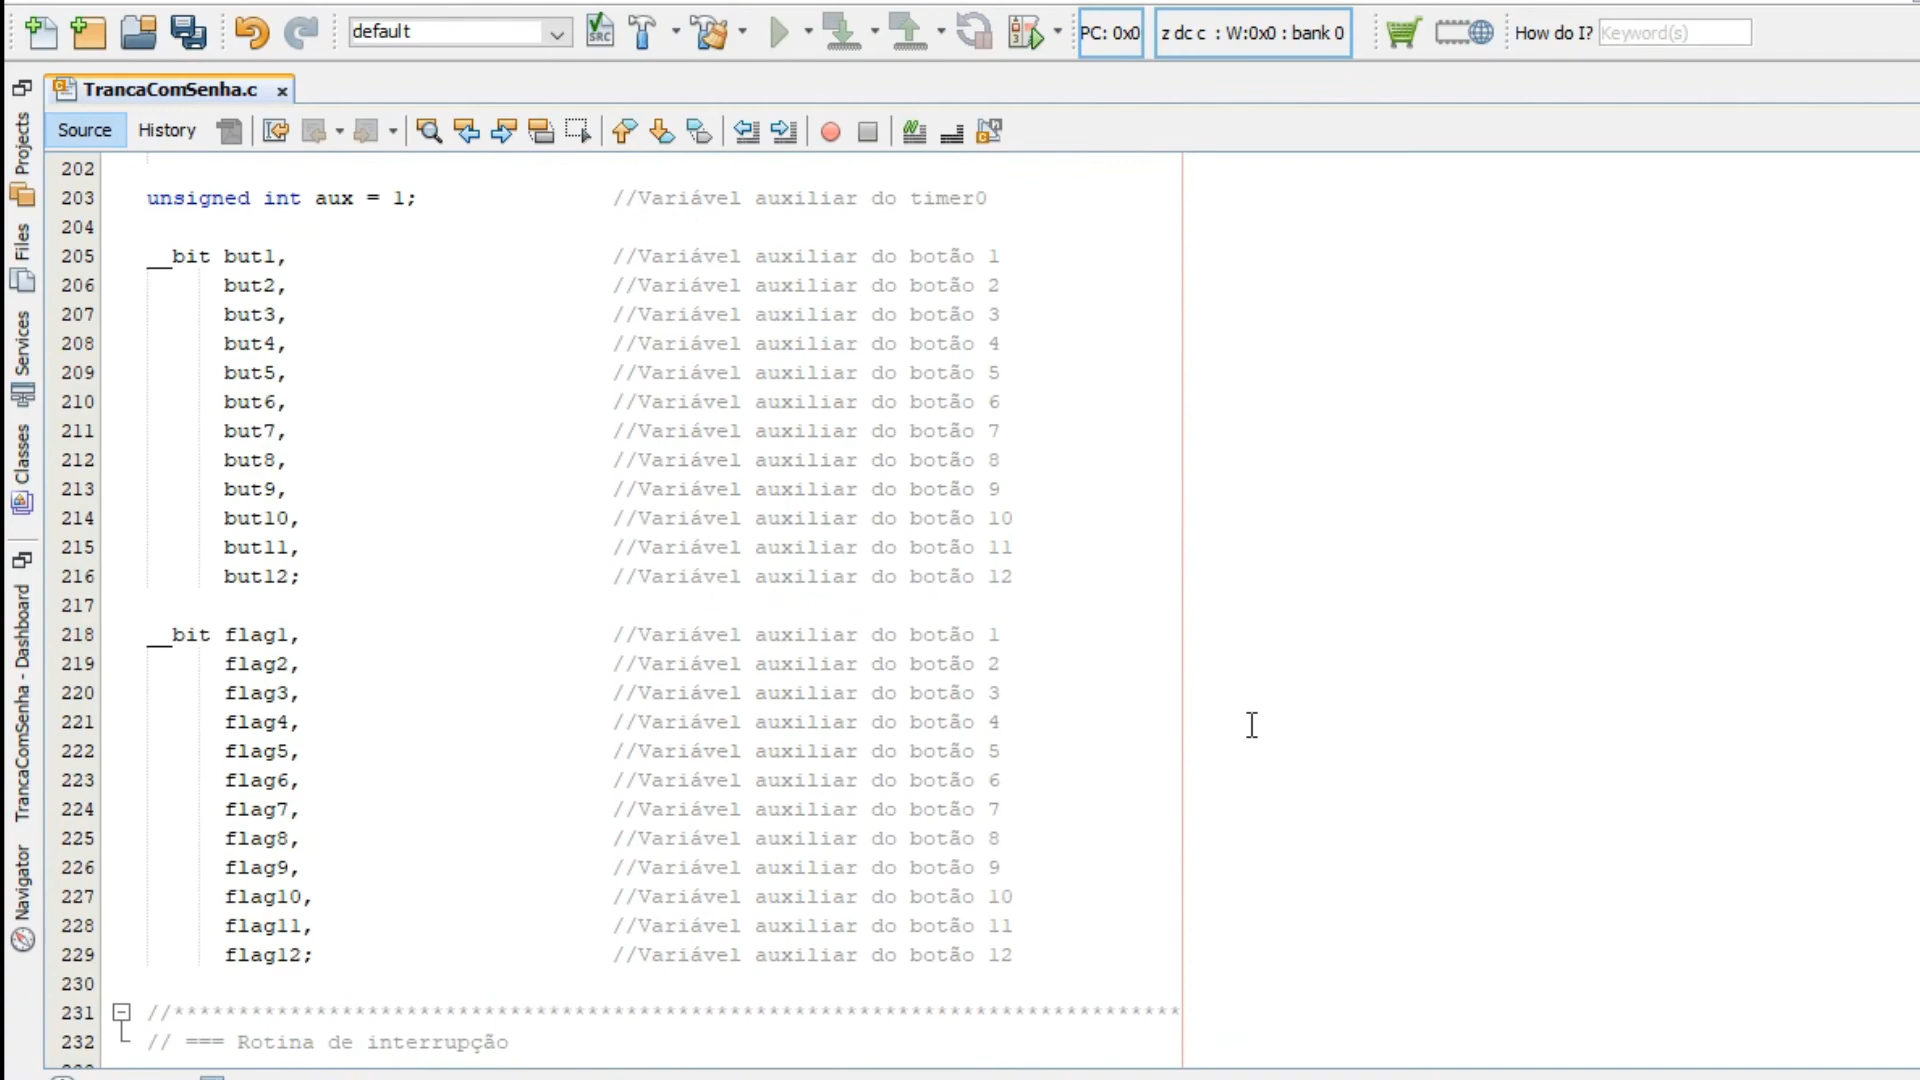 default
PC: 0x0
z dc c : W:0x0 : bank 0
How do I?
Keyword(s)
TrancaComSenha.c
Source
History
Projects
Files
Services
Classes
TrancaComSenha - Dashboard
Navigator
202
203 unsigned int aux = 1; //Variável auxiliar do timer0
204
205 __bit but1, //Variável auxiliar do botão 1
206 but2, //Variável auxiliar do botão 2
207 but3, //Variável auxiliar do botão 3
208 but4, //Variável auxiliar do botão 4
209 but5, //Variável auxiliar do botão 5
210 but6, //Variável auxiliar do botão 6
211 but7, //Variável auxiliar do botão 7
212 but8, //Variável auxiliar do botão 8
213 but9, //Variável auxiliar do botão 9
214 but10, //Variável auxiliar do botão 10
215 but11, //Variável auxiliar do botão 11
216 but12; //Variável auxiliar do botão 12
217
218 __bit flag1, //Variável auxiliar do botão 1
219 flag2, //Variável auxiliar do botão 2
220 flag3, //Variável auxiliar do botão 3
221 flag4, //Variável auxiliar do botão 4
222 flag5, //Variável auxiliar do botão 5
223 flag6, //Variável auxiliar do botão 6
224 flag7, //Variável auxiliar do botão 7
225 flag8, //Variável auxiliar do botão 8
226 flag9, //Variável auxiliar do botão 9
227 flag10, //Variável auxiliar do botão 10
228 flag11, //Variável auxiliar do botão 11
229 flag12; //Variável auxiliar do botão 12
230
231 //******************************************************************************
232 // === Rotina de interrupção